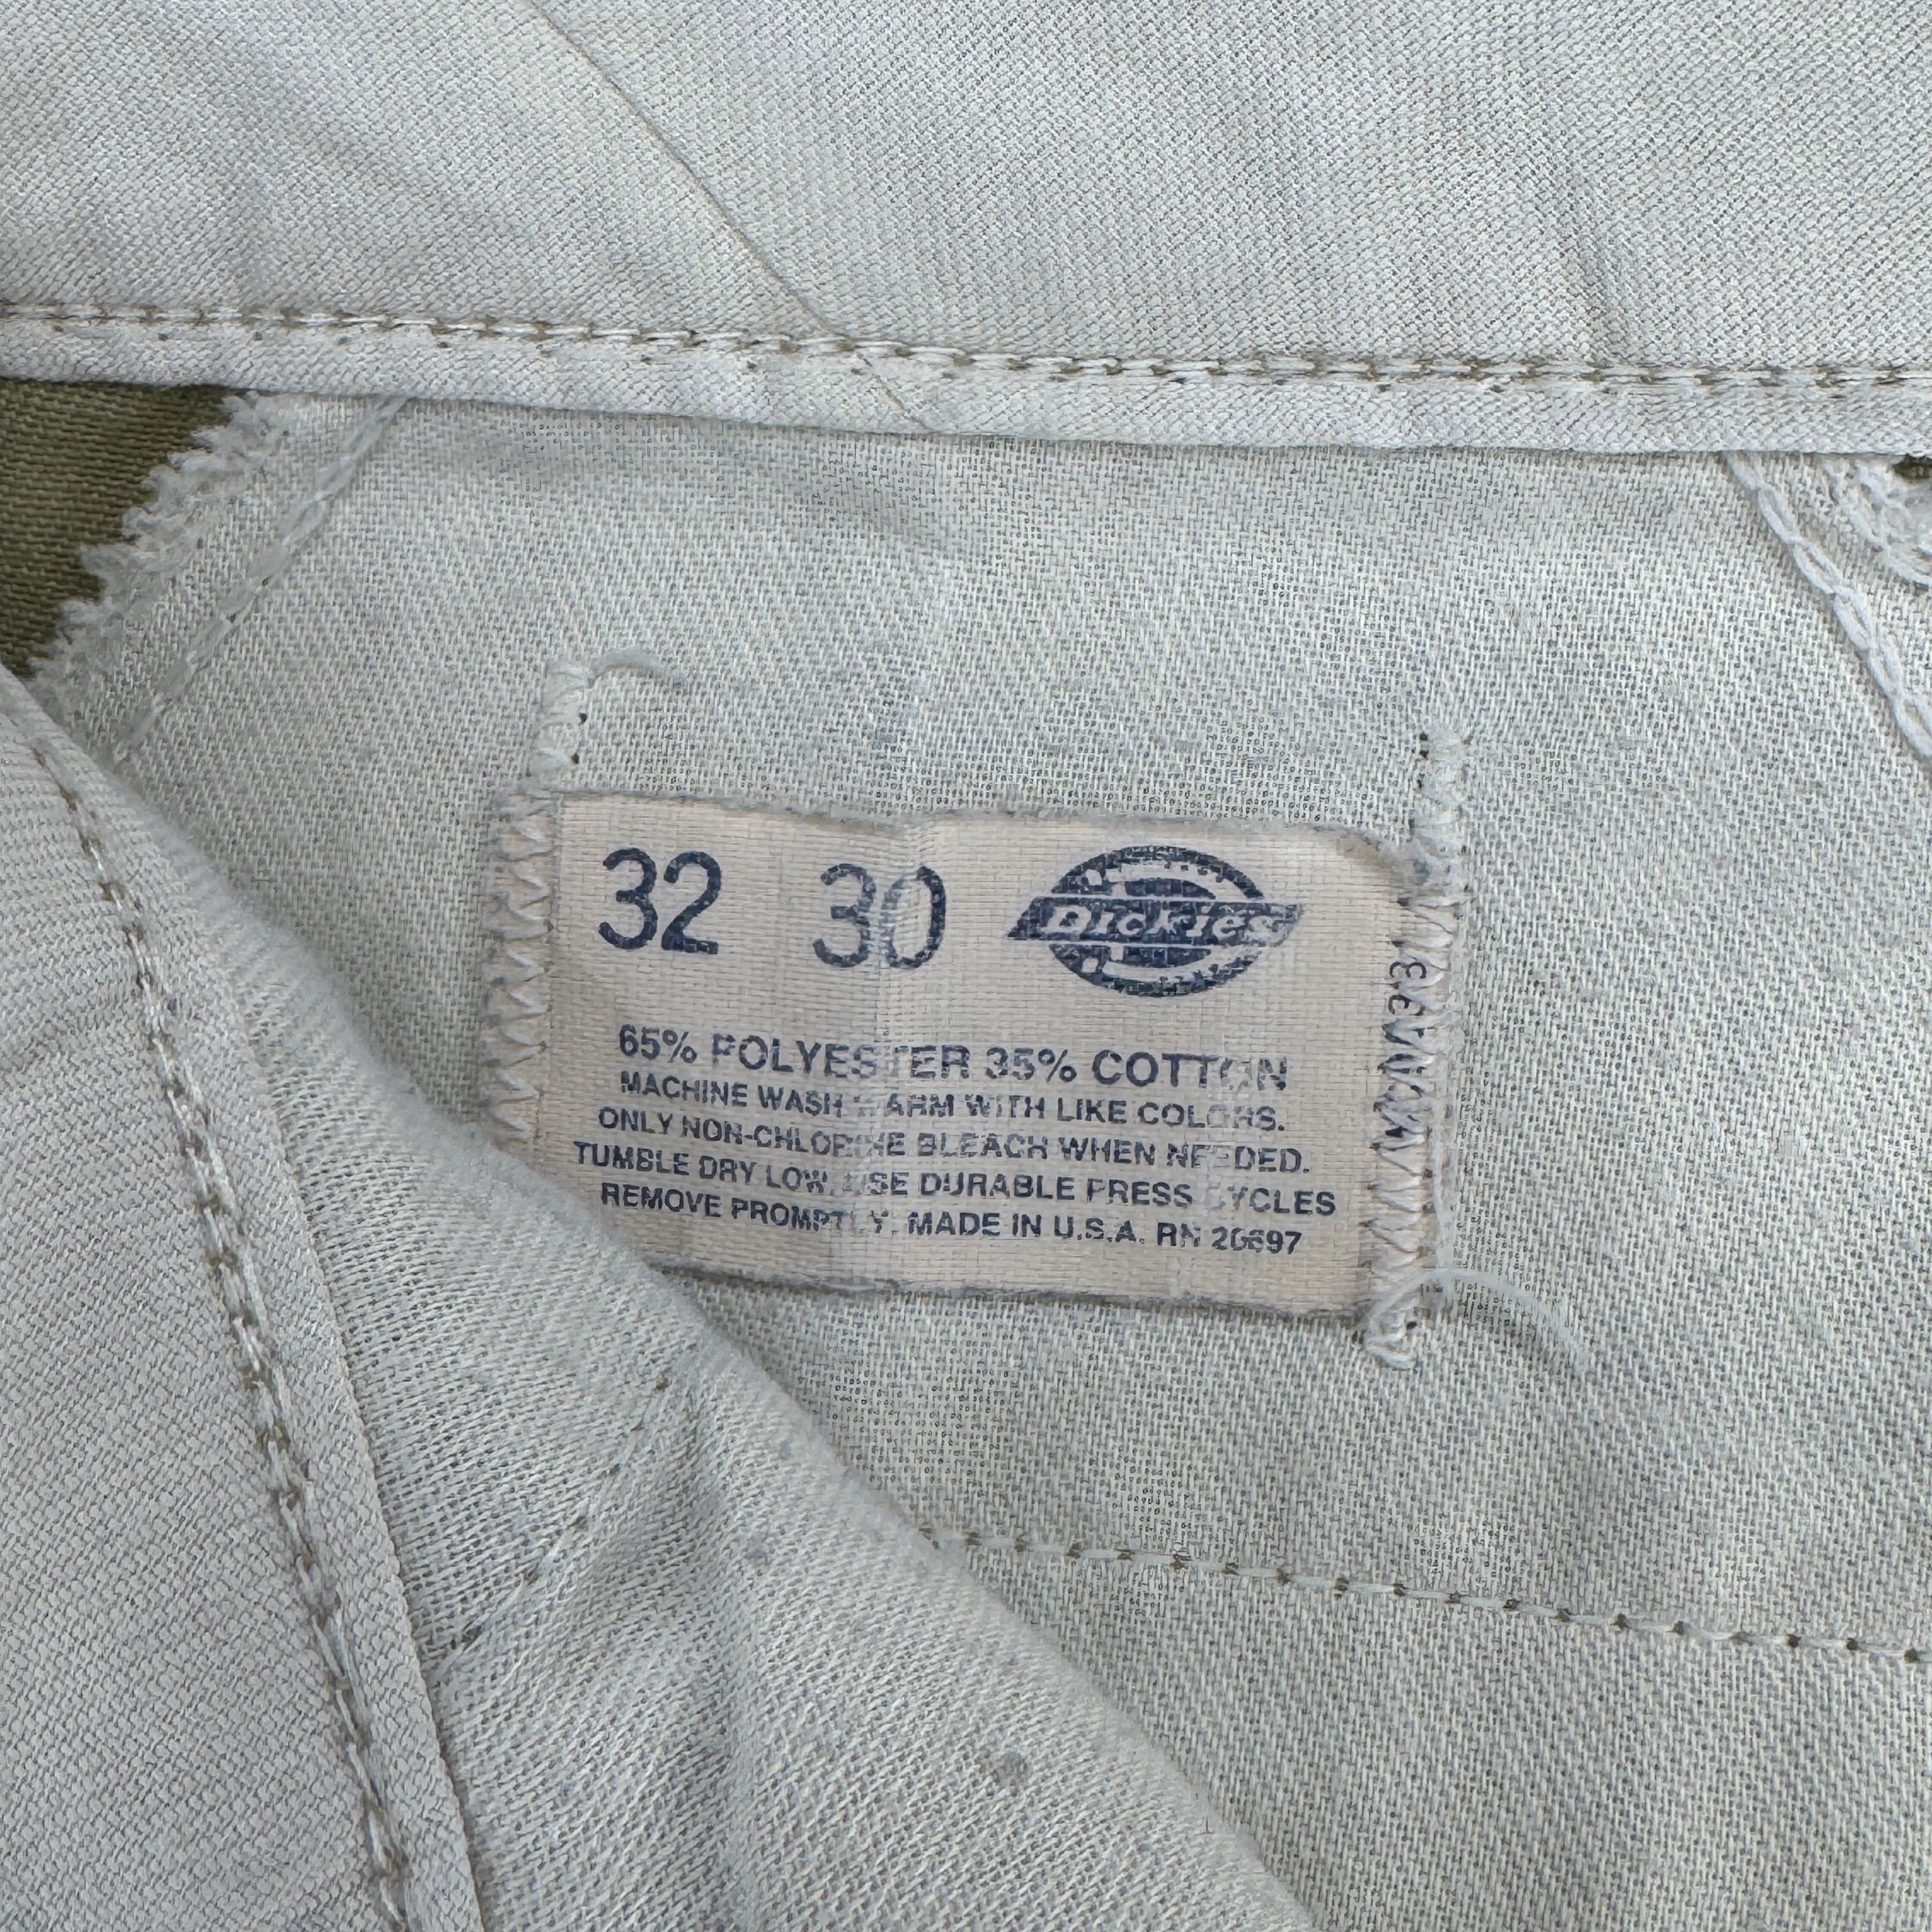 32 30 Dickies
65% POLYESTER 35% COTTON
MACHINE WASH WARM WITH LIKE COLORS.
ONLY NON-CHLORINE BLEACH WHEN NEEDED.
TUMBLE DRY LOW, USE DURABLE PRESS CYCLES
REMOVE PROMPTLY. MADE IN U.S.A. RN 20697